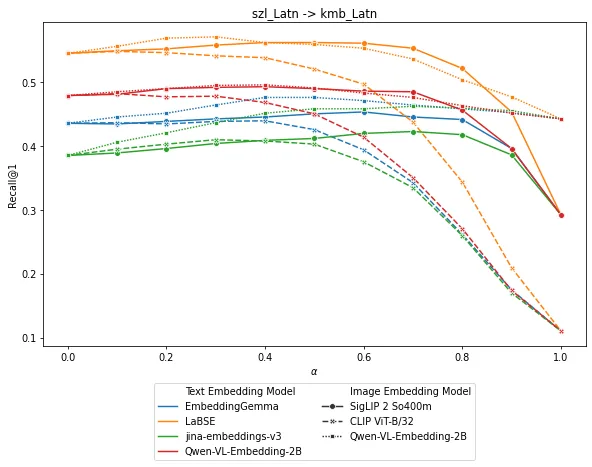 szl_Latn -> kmb_Latn
Recall@1
0.5
0.4
0.3
0.2
0.1
0.0
0.2
0.4
0.6
0.8
1.0
α
Text Embedding Model
EmbeddingGemma
LaBSE
jina-embeddings-v3
Qwen-VL-Embedding-2B
Image Embedding Model
SigLIP 2 So400m
CLIP ViT-B/32
Qwen-VL-Embedding-2B